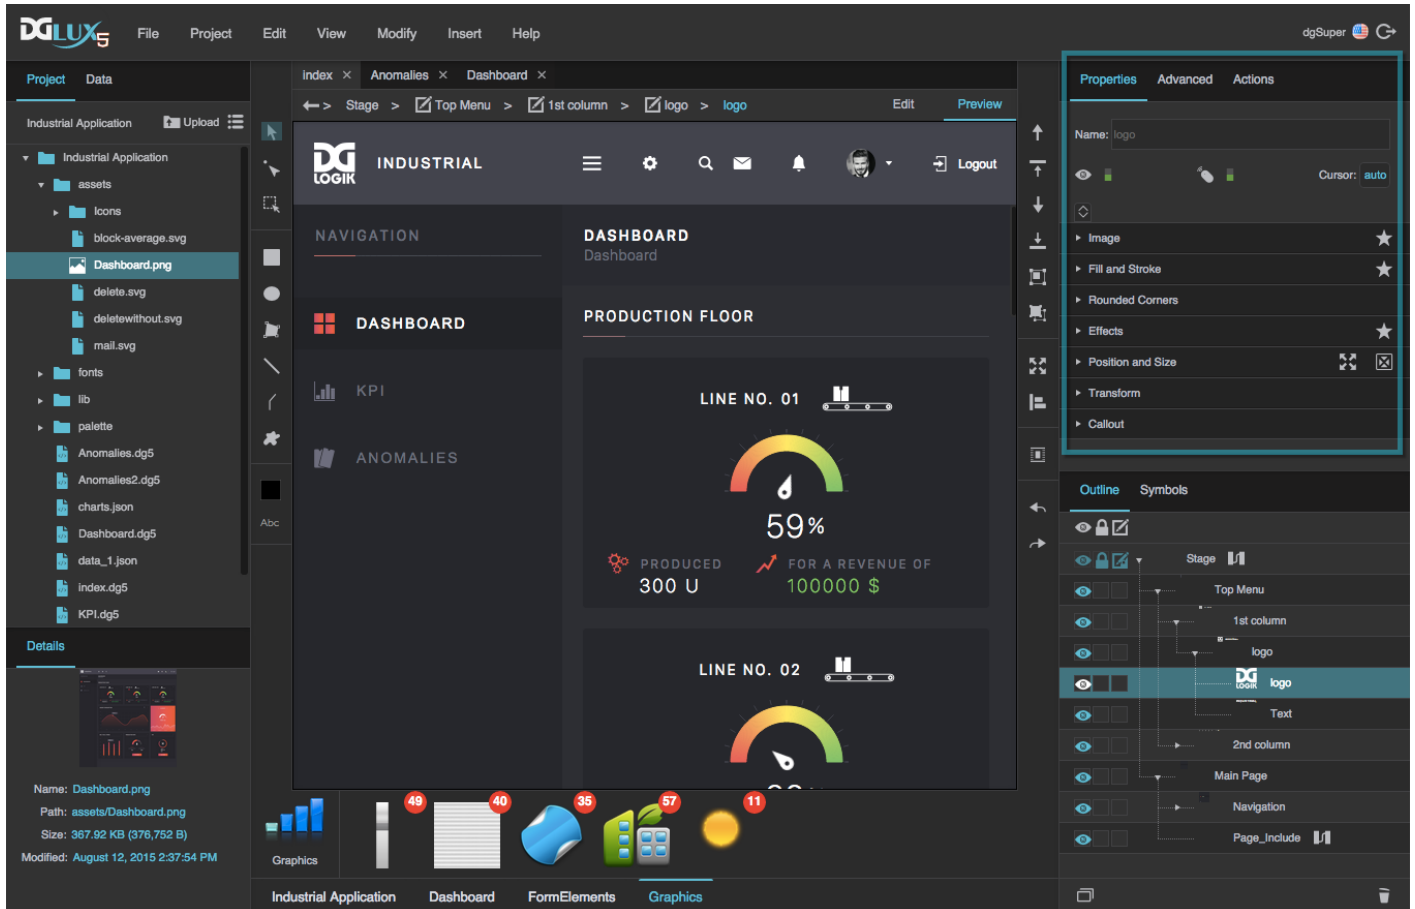 DGLUX5
File Project Edit View Modify Insert Help
dgSuper
Project Data
Industrial Application Upload
Industrial Application
assets
Icons
block-average.svg
Dashboard.png
delete.svg
deletewithout.svg
mail.svg
fonts
lib
palette
Anomalies.dg5
Anomalies2.dg5
charts.json
Dashboard.dg5
data_1.json
index.dg5
KPI.dg5
Details
Name: Dashboard.png
Path: assets/Dashboard.png
Size: 367.92 KB (376,752 B)
Modified: August 12, 2015 2:37:54 PM
Abc
index × Anomalies × Dashboard ×
Stage > Top Menu > 1st column > logo > logo
Edit Preview
DG LOGIK INDUSTRIAL Logout
NAVIGATION
DASHBOARD
KPI
ANOMALIES
DASHBOARD
Dashboard
PRODUCTION FLOOR
LINE NO. 01
59%
PRODUCED
300 U
FOR A REVENUE OF
100000 $
LINE NO. 02
Graphics
49 40 35 57 11
Industrial Application Dashboard FormElements Graphics
Properties Advanced Actions
Name: logo
Cursor: auto
Image
Fill and Stroke
Rounded Corners
Effects
Position and Size
Transform
Callout
Outline Symbols
Stage
Top Menu
1st column
logo
DG LOGIK logo
Text
2nd column
Main Page
Navigation
Page_Include